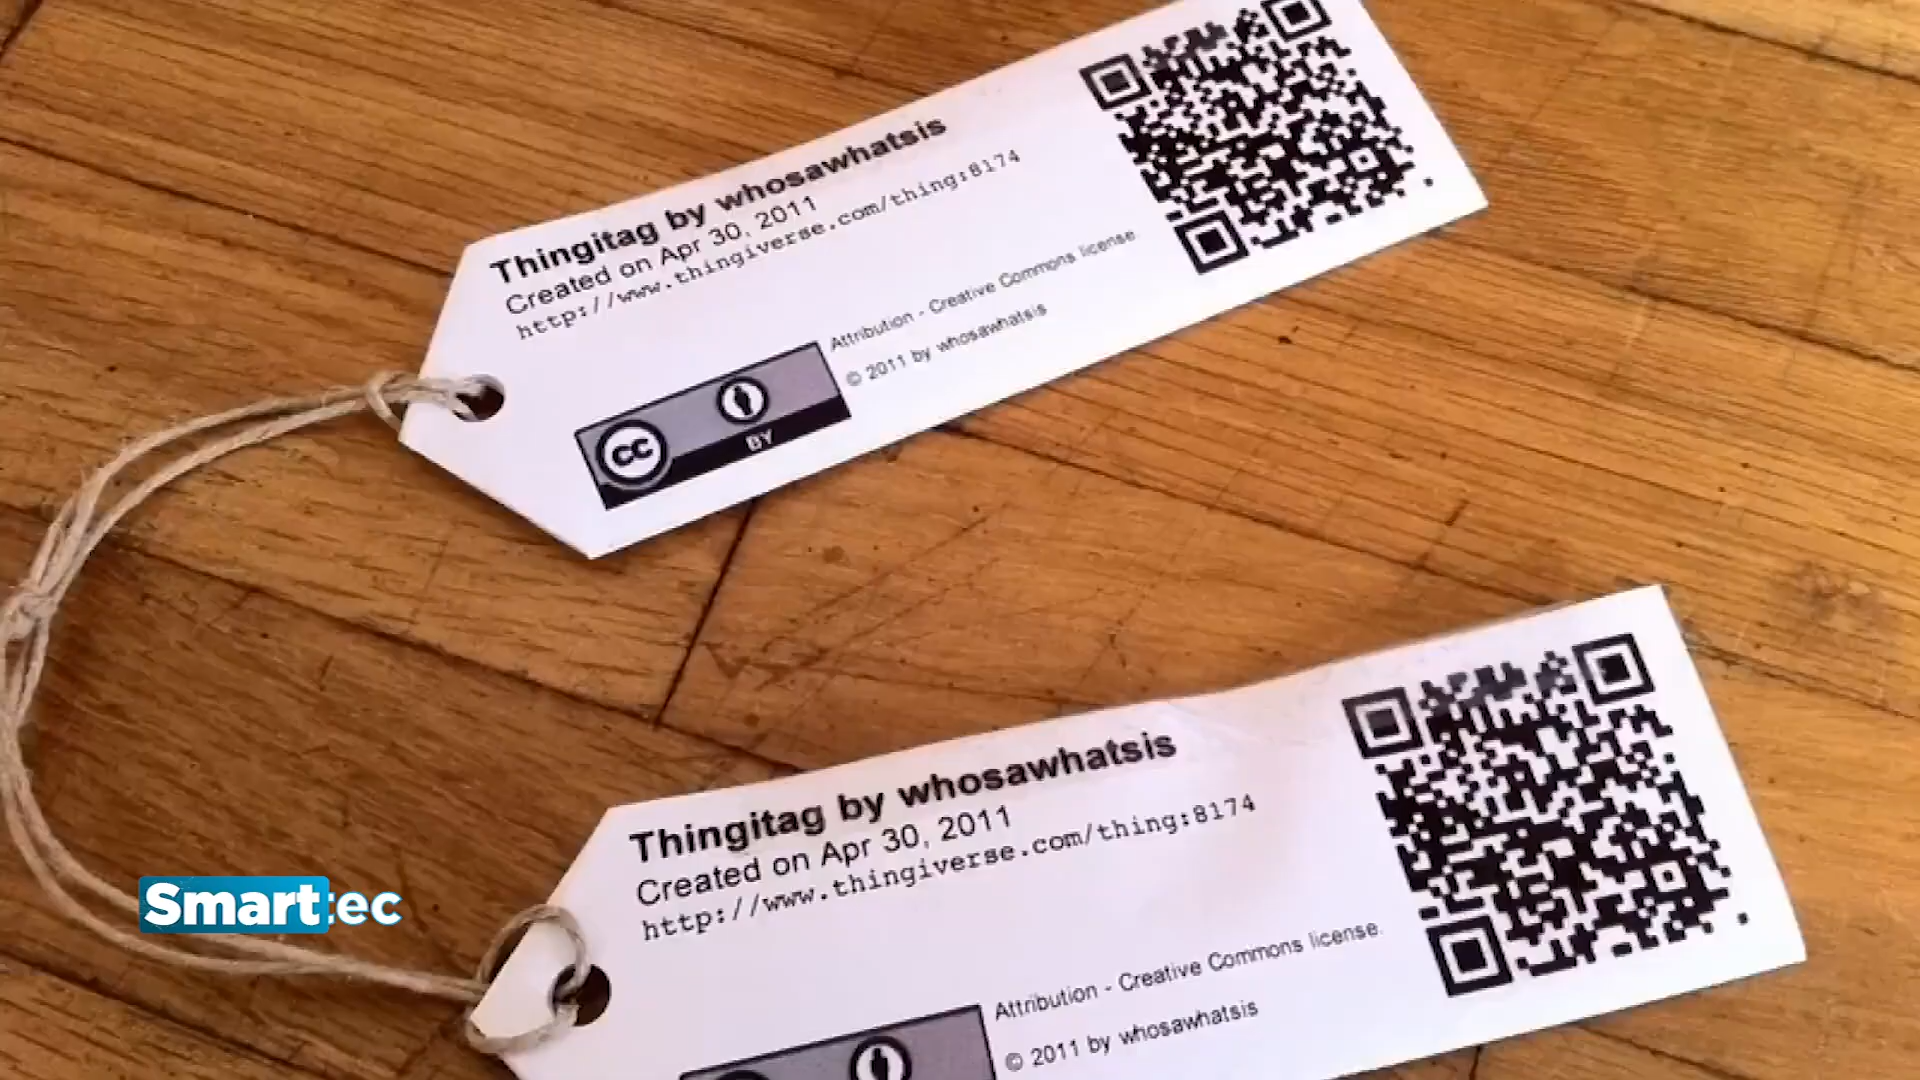 Thingitag by whosawhatsis
Created on Apr 30, 2011
http://www.thingiverse.com/thing:8174
Attribution - Creative Commons license.
© 2011 by whosawhatsis
cc
BY
Thingitag by whosawhatsis
Created on Apr 30, 2011
http://www.thingiverse.com/thing:8174
Attribution - Creative Commons license.
© 2011 by whosawhatsis
Smartec